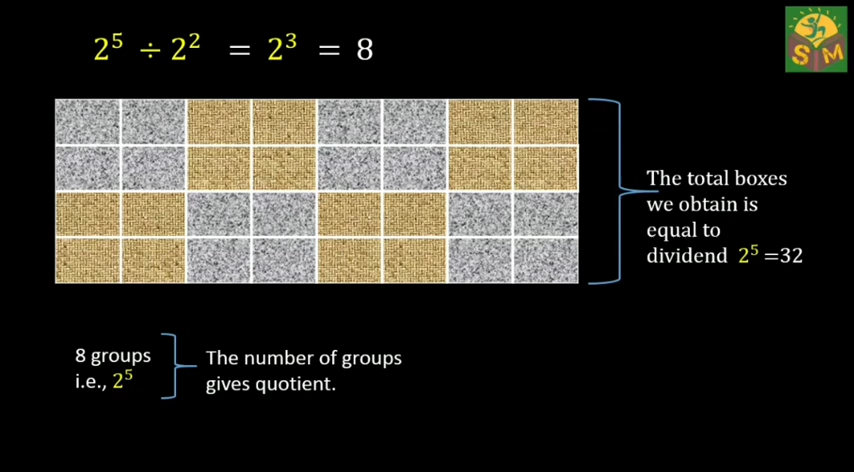 2⁵ ÷ 2² = 2³ = 8
S M
The total boxes
we obtain is
equal to
dividend 2⁵ =32
8 groups
i.e., 2⁵
The number of groups
gives quotient.